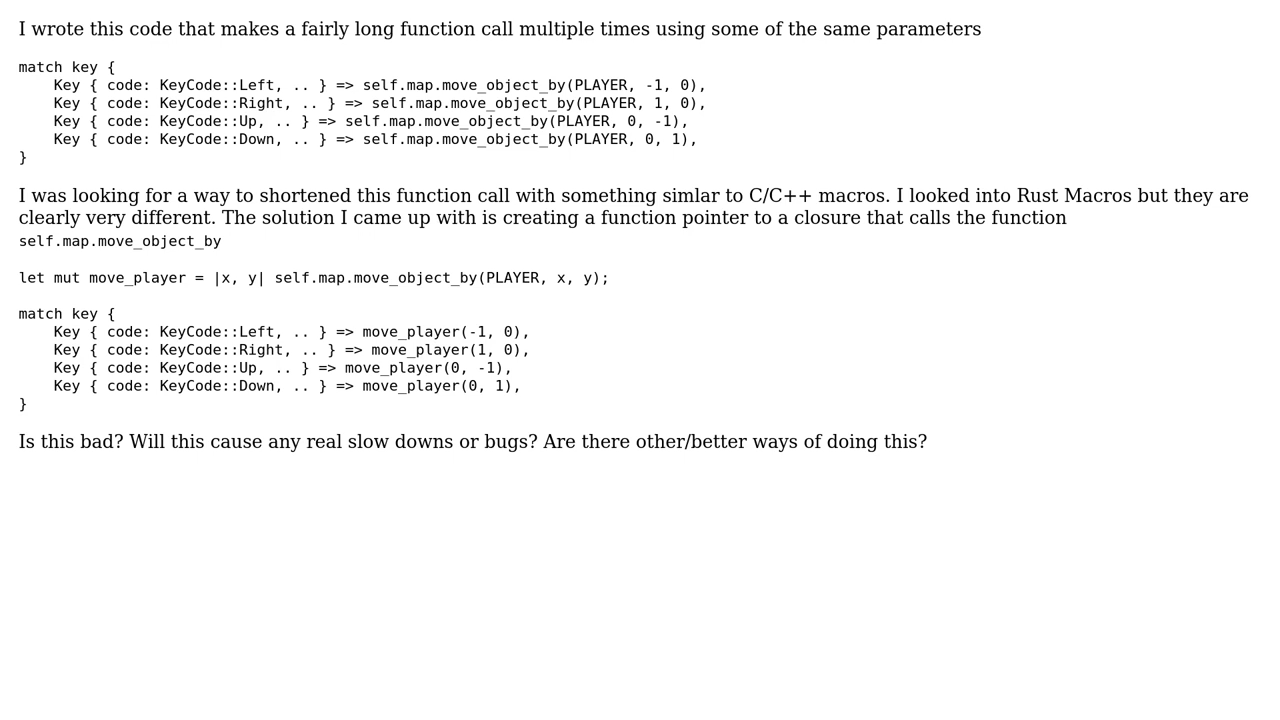 I wrote this code that makes a fairly long function call multiple times using some of the same parameters
match key {
    Key { code: KeyCode::Left, .. } => self.map.move_object_by(PLAYER, -1, 0),
    Key { code: KeyCode::Right, .. } => self.map.move_object_by(PLAYER, 1, 0),
    Key { code: KeyCode::Up, .. } => self.map.move_object_by(PLAYER, 0, -1),
    Key { code: KeyCode::Down, .. } => self.map.move_object_by(PLAYER, 0, 1),
}
I was looking for a way to shortened this function call with something simlar to C/C++ macros. I looked into Rust Macros but they are
clearly very different. The solution I came up with is creating a function pointer to a closure that calls the function
self.map.move_object_by
let mut move_player = |x, y| self.map.move_object_by(PLAYER, x, y);
match key {
    Key { code: KeyCode::Left, .. } => move_player(-1, 0),
    Key { code: KeyCode::Right, .. } => move_player(1, 0),
    Key { code: KeyCode::Up, .. } => move_player(0, -1),
    Key { code: KeyCode::Down, .. } => move_player(0, 1),
}
Is this bad? Will this cause any real slow downs or bugs? Are there other/better ways of doing this?